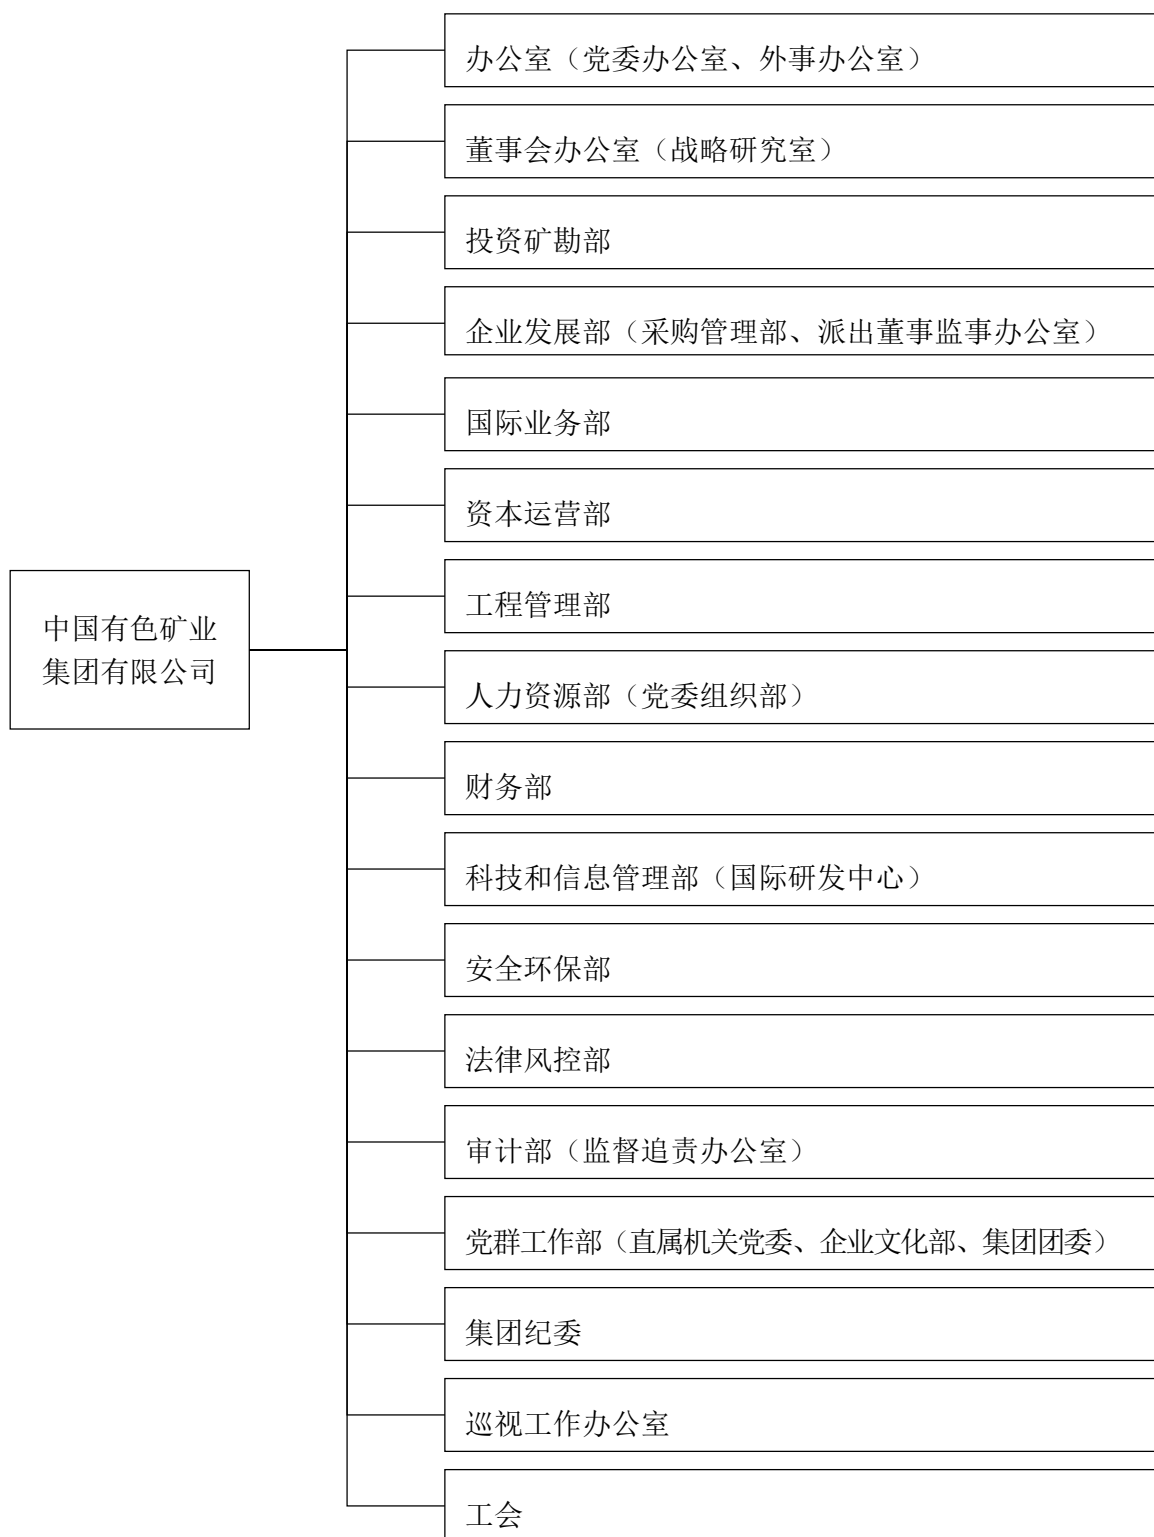 办公室（党委办公室、外事办公室）
董事会办公室（战略研究室）
投资矿勘部
企业发展部（采购管理部、派出董事监事办公室）
国际业务部
资本运营部
工程管理部
中国有色矿业
集团有限公司
人力资源部（党委组织部）
财务部
科技和信息管理部（国际研发中心）
安全环保部
法律风控部
审计部（监督追责办公室）
党群工作部（直属机关党委、企业文化部、集团团委）
集团纪委
巡视工作办公室
工会